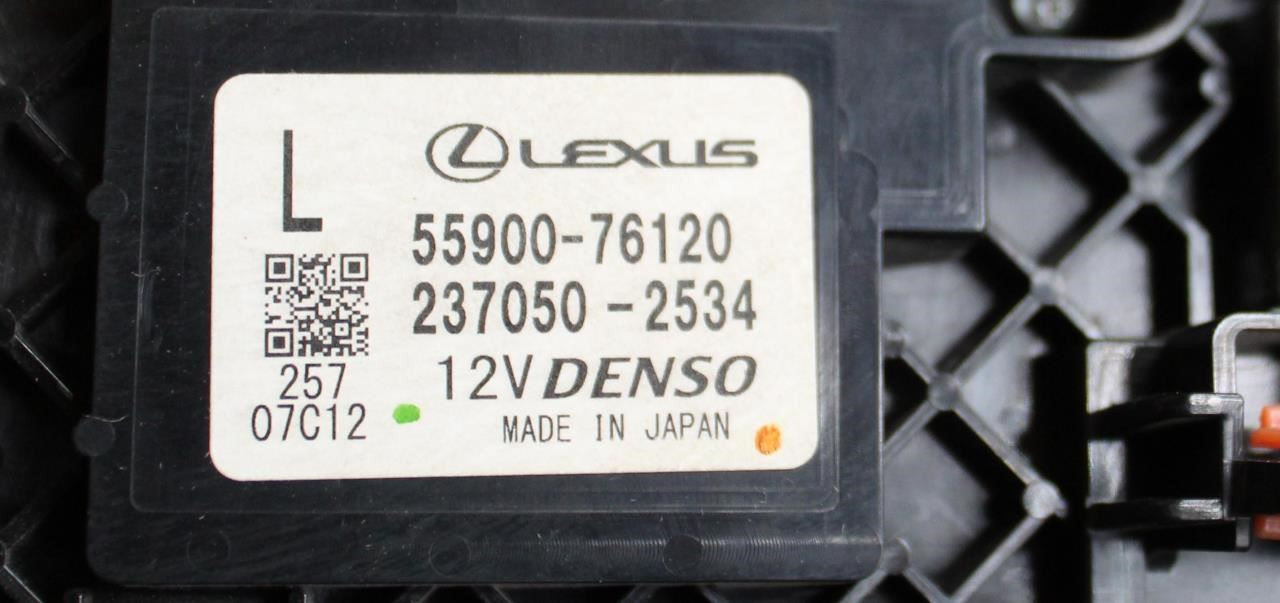 L
LEXUS
55900-76120
237050-2534
12V DENSO
MADE IN JAPAN
257
07C12